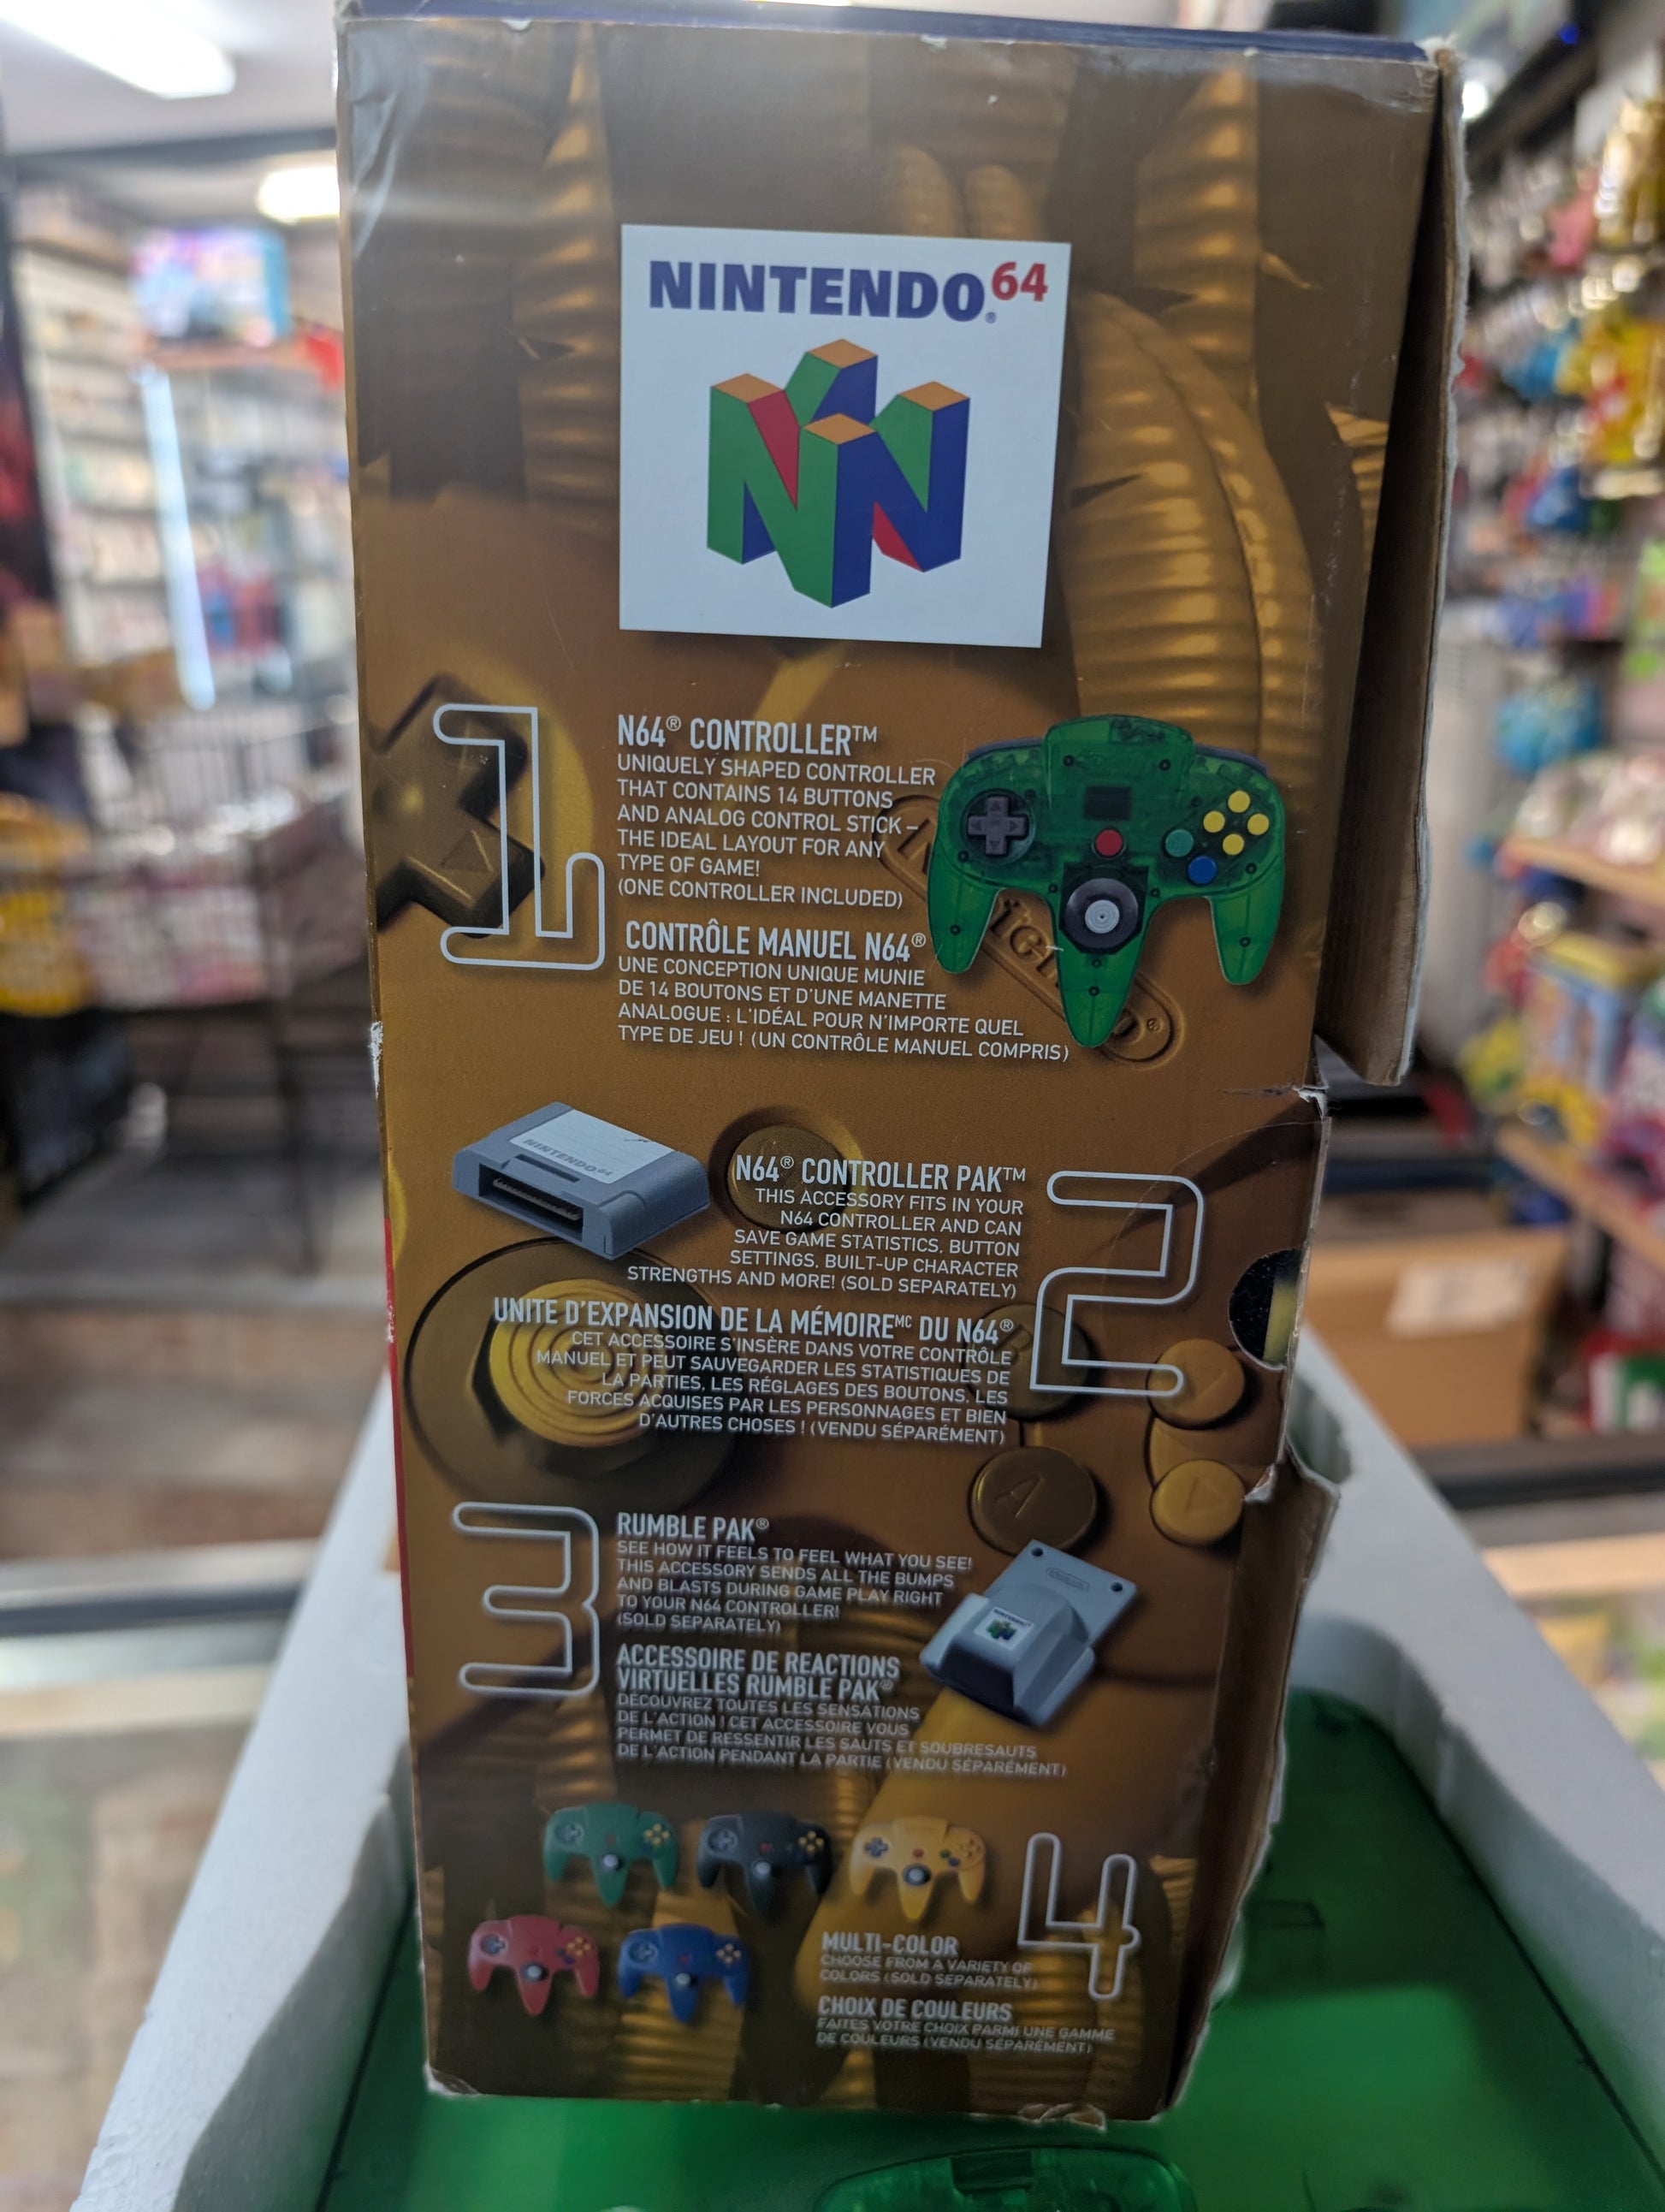 NINTENDO®64
1
N64® CONTROLLER™
UNIQUELY SHAPED CONTROLLER
THAT CONTAINS 14 BUTTONS
AND ANALOG CONTROL STICK –
THE IDEAL LAYOUT FOR ANY
TYPE OF GAME!
(ONE CONTROLLER INCLUDED)
CONTRÔLE MANUEL N64®
UNE CONCEPTION UNIQUE MUNIE
DE 14 BOUTONS ET D'UNE MANETTE
ANALOGUE : L'IDÉAL POUR N'IMPORTE QUEL
TYPE DE JEU ! (UN CONTRÔLE MANUEL COMPRIS)
NINTENDO64
2
N64® CONTROLLER PAK™
THIS ACCESSORY FITS IN YOUR
N64 CONTROLLER AND CAN
SAVE GAME STATISTICS, BUTTON
SETTINGS, BUILT-UP CHARACTER
STRENGTHS AND MORE! (SOLD SEPARATELY)
UNITE D'EXPANSION DE LA MÉMOIREMC DU N64®
CET ACCESSOIRE S'INSÈRE DANS VOTRE CONTRÔLE
MANUEL ET PEUT SAUVEGARDER LES STATISTIQUES DE
LA PARTIES, LES RÉGLAGES DES BOUTONS, LES
FORCES ACQUISES PAR LES PERSONNAGES ET BIEN
D'AUTRES CHOSES ! (VENDU SÉPARÉMENT)
B
A
3
RUMBLE PAK®
SEE HOW IT FEELS TO FEEL WHAT YOU SEE!
THIS ACCESSORY SENDS ALL THE BUMPS
AND BLASTS DURING GAME PLAY RIGHT
TO YOUR N64 CONTROLLER!
(SOLD SEPARATELY)
ACCESSOIRE DE REACTIONS
VIRTUELLES RUMBLE PAK®
DÉCOUVREZ TOUTES LES SENSATIONS
DE L'ACTION ! CET ACCESSOIRE VOUS
PERMET DE RESSENTIR LES SAUTS ET SOUBRESAUTS
DE L'ACTION PENDANT LA PARTIE (VENDU SÉPARÉMENT)
4
MULTI-COLOR
CHOOSE FROM A VARIETY OF
COLORS (SOLD SEPARATELY)
CHOIX DE COULEURS
FAITES VOTRE CHOIX PARMI UNE GAMME
DE COULEURS (VENDU SÉPARÉMENT)